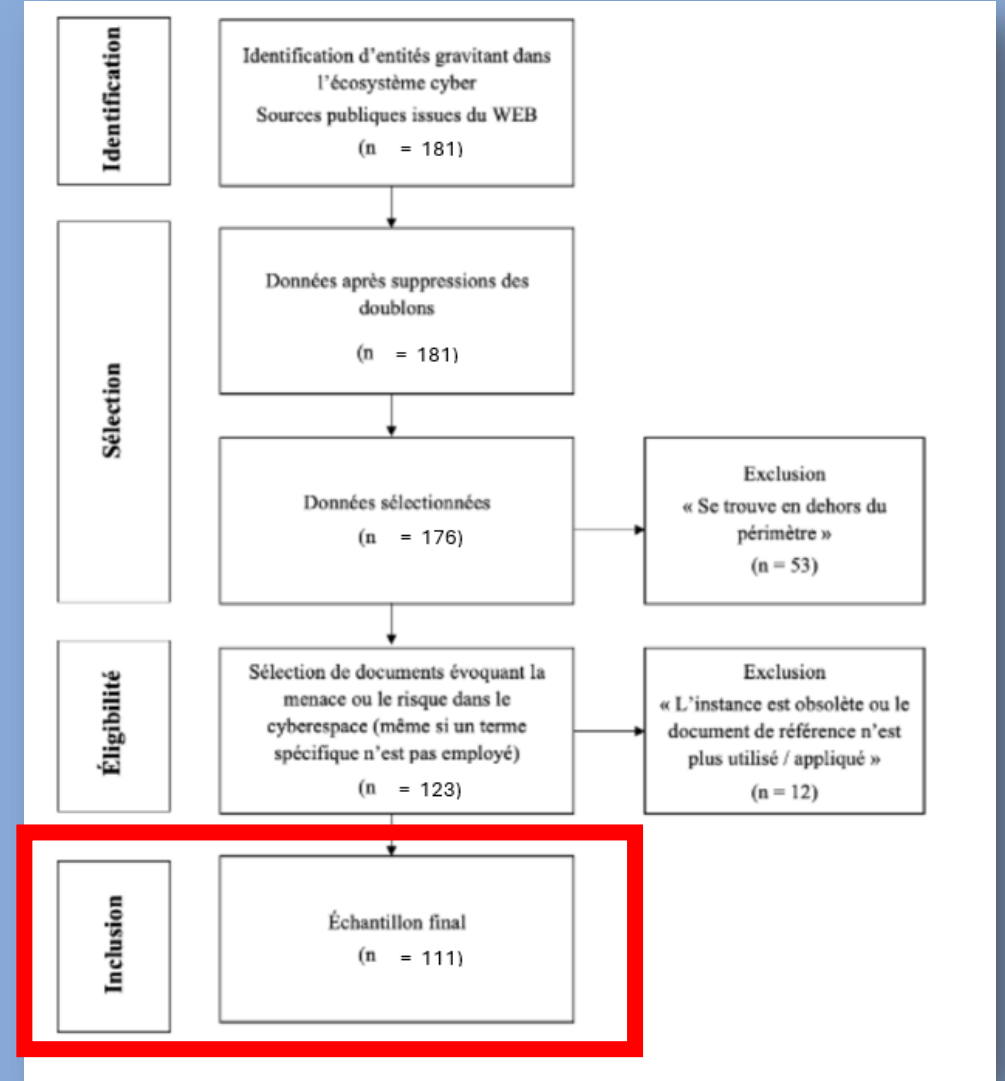 Identification
Identification d'entités gravitant dans
l'écosystème cyber
Sources publiques issues du WEB
(n = 181)
Sélection
Données après suppressions des
doublons
(n = 181)
Données sélectionnées
(n = 176)
Exclusion
« Se trouve en dehors du
périmètre »
(n = 53)
Éligibilité
Sélection de documents évoquant la
menace ou le risque dans le
cyberespace (même si un terme
spécifique n'est pas employé)
(n = 123)
Exclusion
« L'instance est obsolète ou le
document de référence n'est
plus utilisé / appliqué »
(n = 12)
Inclusion
Échantillon final
(n = 111)